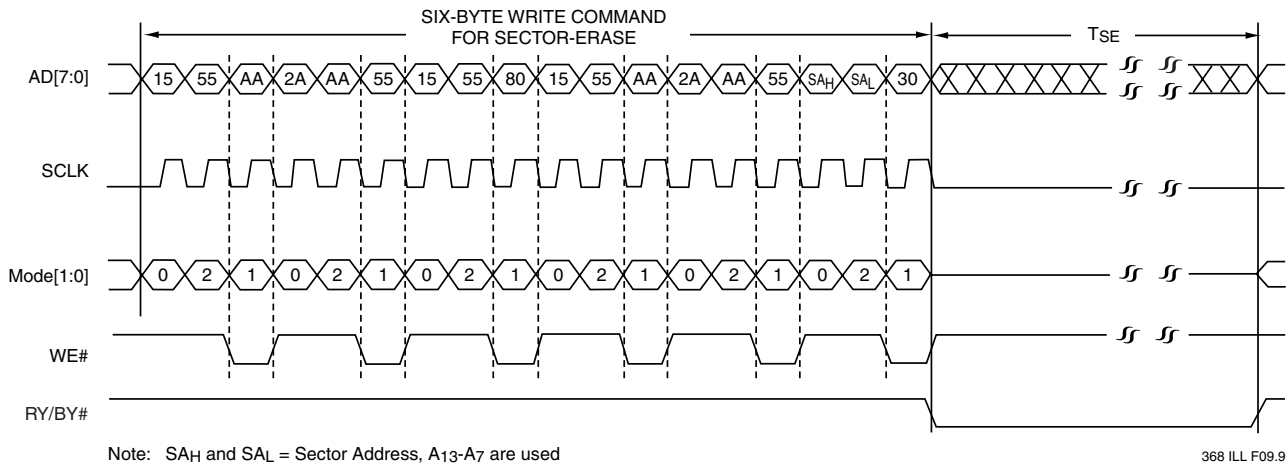 SIX-BYTE WRITE COMMAND
FOR SECTOR-ERASE
TSE
AD[7:0] 15 55 AA 2A AA 55 15 55 80 15 55 AA 2A AA 55 SAH SAL 30
SCLK
Mode[1:0] 0 2 1 0 2 1 0 2 1 0 2 1 0 2 1 0 2 1
WE#
RY/BY#
Note: SAH and SAL = Sector Address, A13-A7 are used
368 ILL F09.9